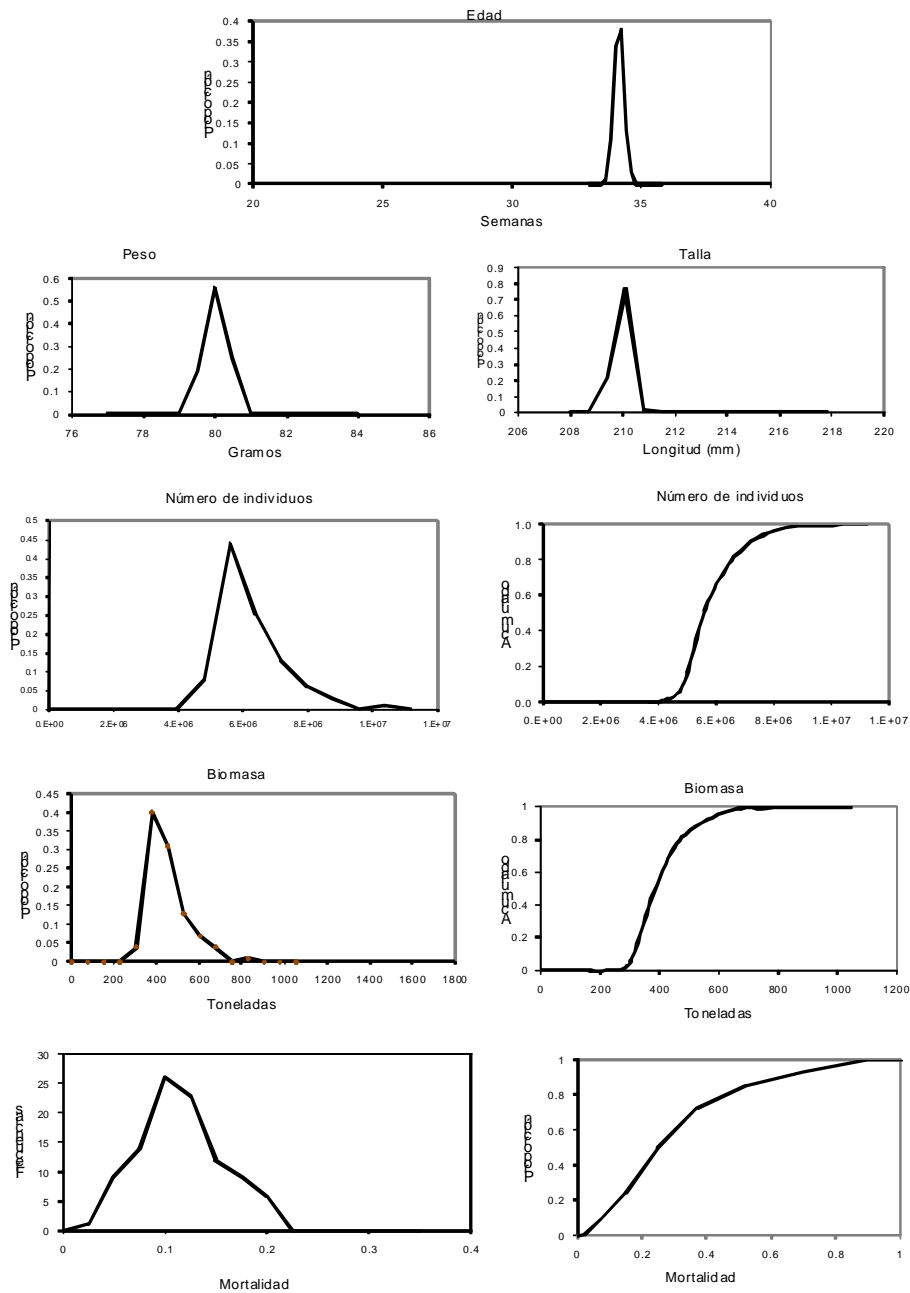 Edad
0.4
0.35
0.3
0.25
0.2
0.15
0.1
0.05
0
Proporción
20 25 30 35 40
Semanas
Peso
0.6
0.5
0.4
0.3
0.2
0.1
0
Proporción
76 78 80 82 84 86
Gramos
Talla
0.9
0.8
0.7
0.6
0.5
0.4
0.3
0.2
0.1
0
Proporción
206 208 210 212 214 216 218 220
Longitud (mm)
Número de individuos
0.5
0.45
0.4
0.35
0.3
0.25
0.2
0.15
0.1
0.05
0
Proporción
0.E+00 2.E+06 4.E+06 6.E+06 8.E+06 1.E+07 1.E+07
Número de individuos
1.0
0.8
0.6
0.4
0.2
0.0
Acumulado
0.E+00 2.E+06 4.E+06 6.E+06 8.E+06 1.E+07 1.E+07
Biomasa
0.45
0.4
0.35
0.3
0.25
0.2
0.15
0.1
0.05
0
Proporción
0 200 400 600 800 1000 1200 1400 1600 1800
Toneladas
Biomasa
1
0.8
0.6
0.4
0.2
0
Acumulado
0 200 400 600 800 1000 1200
Toneladas
30
25
20
15
10
5
0
Frecuencias
0 0.1 0.2 0.3 0.4
Mortalidad
1
0.8
0.6
0.4
0.2
0
Proporción
0 0.2 0.4 0.6 0.8 1
Mortalidad